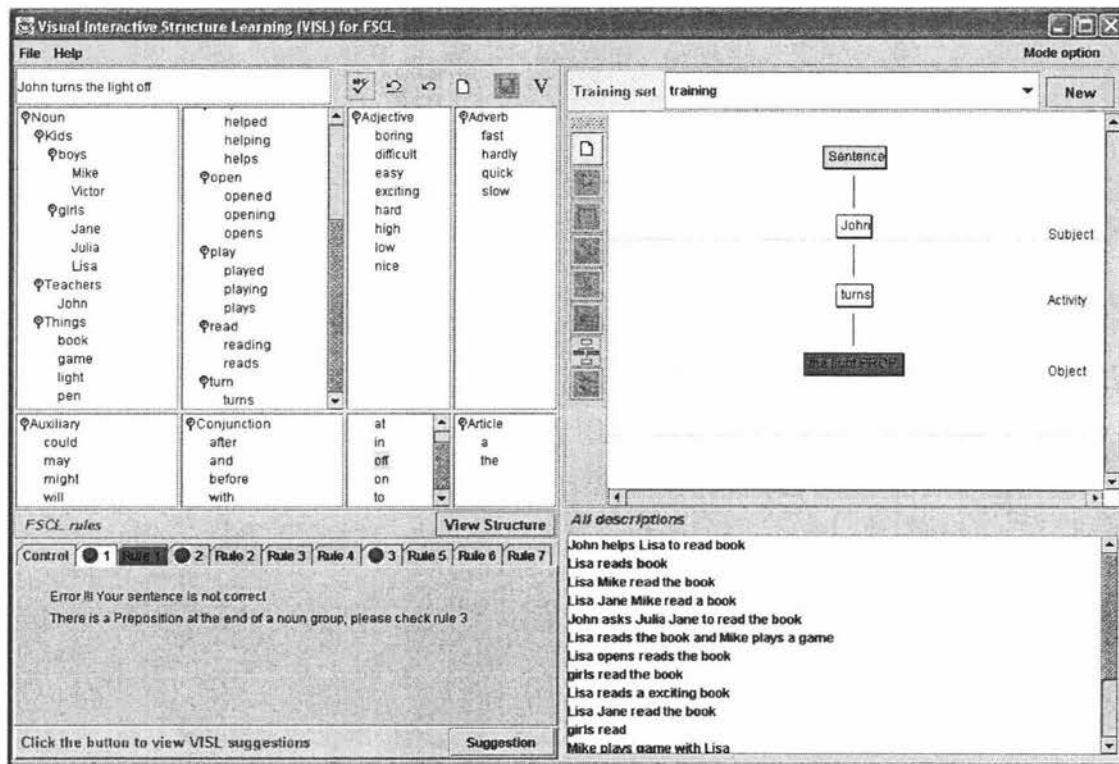 Visual Interactive Structure Learning (VISL) for FSCL
File Help
Mode option
John turns the light off
V
Training set training
New
Noun
Kids
boys
Mike
Victor
girls
Jane
Julia
Lisa
Teachers
John
Things
book
game
light
pen
helped
helping
helps
open
opened
opening
opens
play
played
playing
plays
read
reading
reads
turn
turns
Adjective
boring
difficult
easy
exciting
hard
high
low
nice
Adverb
fast
hardly
quick
slow
Auxiliary
could
may
might
will
Conjunction
after
and
before
with
at
in
off
on
to
Article
a
the
Sentence
John
Subject
turns
Activity
Object
FSCL rules
View Structure
Control 1 Rule 1 2 Rule 2 Rule 3 Rule 4 3 Rule 5 Rule 6 Rule 7
Error !!! Your sentence is not correct
There is a Preposition at the end of a noun group, please check rule 3
Click the button to view VISL suggestions
Suggestion
All descriptions
John helps Lisa to read book
Lisa reads book
Lisa Mike read the book
Lisa Jane Mike read a book
John asks Julia Jane to read the book
Lisa reads the book and Mike plays a game
Lisa opens reads the book
girls read the book
Lisa reads a exciting book
Lisa Jane read the book
girls read
Mike plays game with Lisa